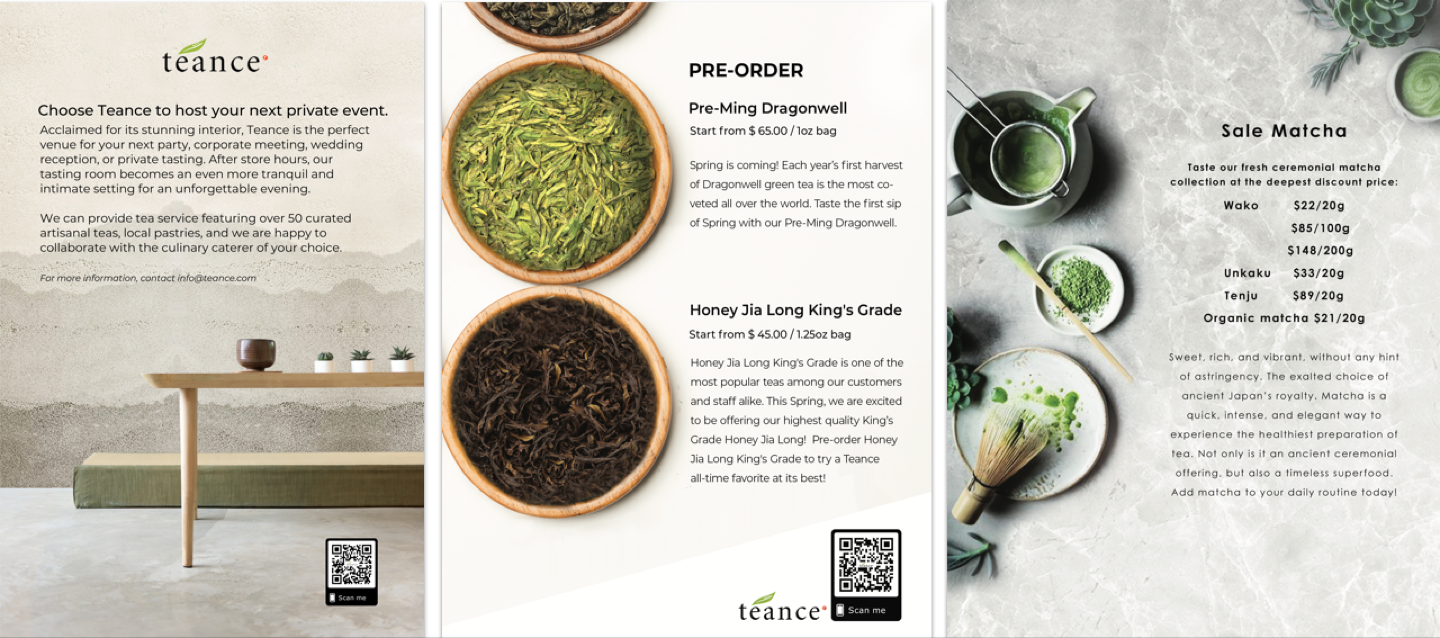 téance
Choose Teance to host your next private event.
Acclaimed for its stunning interior, Teance is the perfect
venue for your next party, corporate meeting, wedding
reception, or private tasting. After store hours, our
tasting room becomes an even more tranquil and
intimate setting for an unforgettable evening.
We can provide tea service featuring over 50 curated
artisanal teas, local pastries, and we are happy to
collaborate with the culinary caterer of your choice.
For more information, contact info@teance.com
Scan me
PRE-ORDER
Pre-Ming Dragonwell
Start from $ 65.00 / 1oz bag
Spring is coming! Each year's first harvest
of Dragonwell green tea is the most co-
veted all over the world. Taste the first sip
of Spring with our Pre-Ming Dragonwell.
Honey Jia Long King's Grade
Start from $ 45.00 / 1.25oz bag
Honey Jia Long King's Grade is one of the
most popular teas among our customers
and staff alike. This Spring, we are excited
to be offering our highest quality King's
Grade Honey Jia Long! Pre-order Honey
Jia Long King's Grade to try a Teance
all-time favorite at its best!
téance
Scan me
Sale Matcha
Taste our fresh ceremonial matcha
collection at the deepest discount price:
Wako $22/20g
$85/100g
$148/200g
Unkaku $33/20g
Tenju $89/20g
Organic matcha $21/20g
Sweet, rich, and vibrant, without any hint
of astringency. The exalted choice of
ancient Japan's royalty. Matcha is a
quick, intense, and elegant way to
experience the healthiest preparation of
tea. Not only is it an ancient ceremonial
offering, but also a timeless superfood.
Add matcha to your daily routine today!